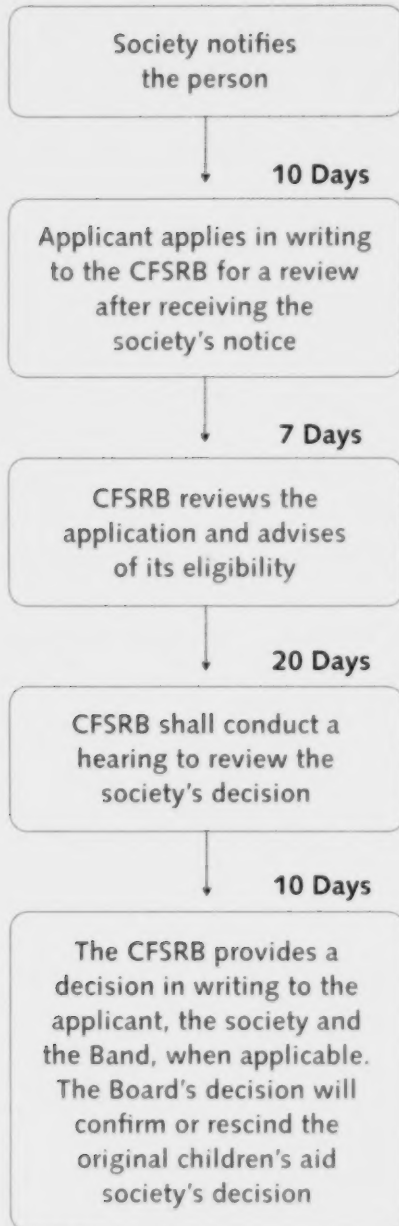 Society notifies
the person
10 Days
Applicant applies in writing
to the CFSRB for a review
after receiving the
society's notice
7 Days
CFSRB reviews the
application and advises
of its eligibility
20 Days
CFSRB shall conduct a
hearing to review the
society's decision
10 Days
The CFSRB provides a
decision in writing to the
applicant, the society and
the Band, when applicable.
The Board's decision will
confirm or rescind the
original children's aid
society's decision